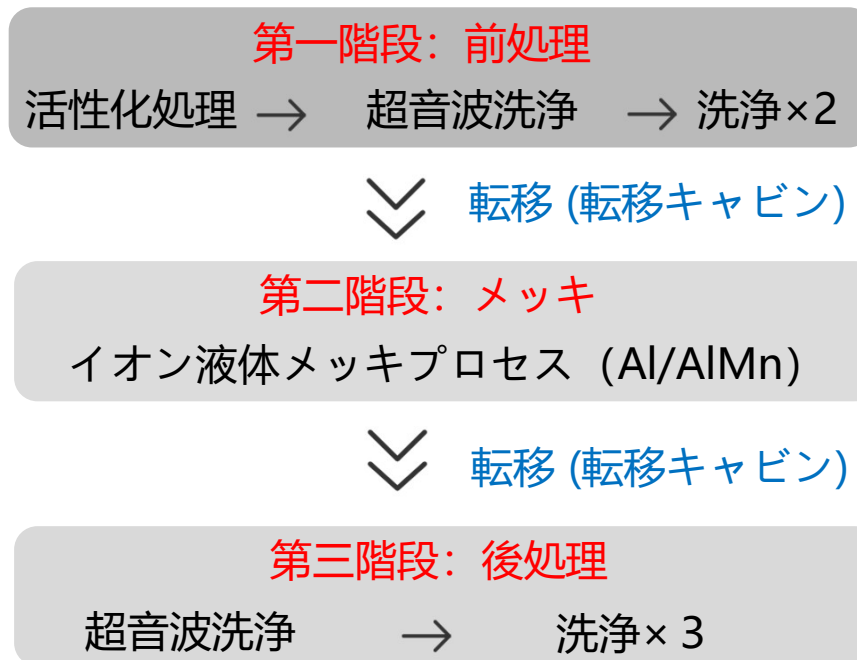 第一階段：前処理
活性化処理 → 超音波洗浄 → 洗浄×2
転移 (転移キャビン)
第二階段：メッキ
イオン液体メッキプロセス（Al/AlMn）
転移 (転移キャビン)
第三階段：後処理
超音波洗浄 → 洗浄× 3